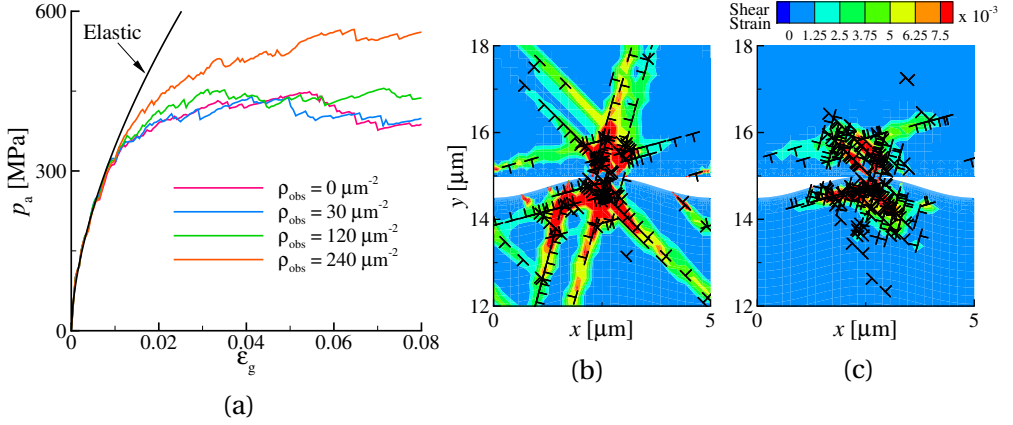 600
Elastic
300
0
p_a [MPa]
ρ_obs = 0 μm⁻²
ρ_obs = 30 μm⁻²
ρ_obs = 120 μm⁻²
ρ_obs = 240 μm⁻²
0 0.02 0.04 0.06 0.08
ε_g
(a)
18
16
14
12
y [μm]
0 5
x [μm]
(b)
Shear
Strain
0 1.25 2.5 3.75 5 6.25 7.5
x 10⁻³
18
16
14
12
0 5
x [μm]
(c)